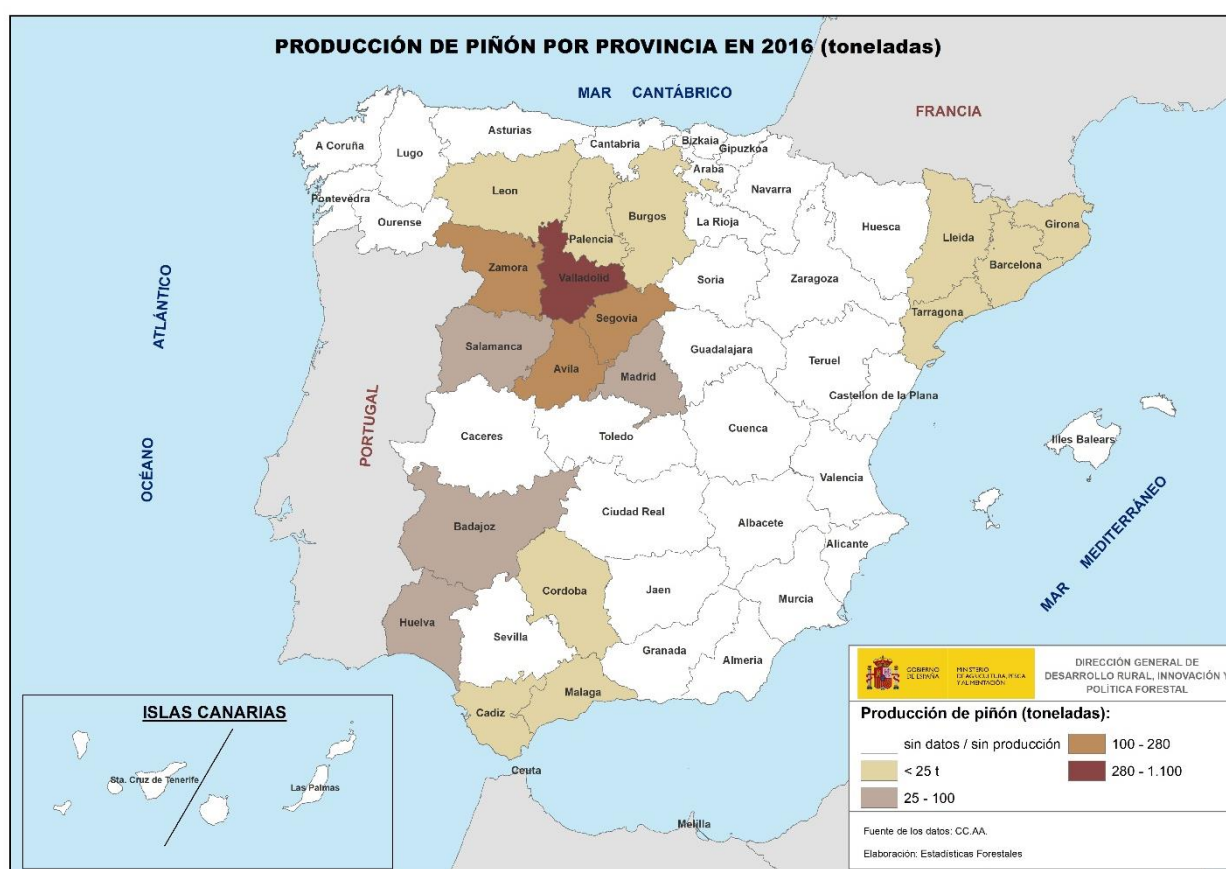 PRODUCCIÓN DE PIÑÓN POR PROVINCIA EN 2016 (toneladas)
MAR CANTÁBRICO
FRANCIA
A Coruña
Lugo
Asturias
Cantabria
Bizkaia
Gipuzkoa
Araba
Navarra
Pontevedra
Ourense
Leon
Palencia
Burgos
La Rioja
Huesca
Lleida
Girona
Barcelona
Zamora
Valladolid
Soria
Zaragoza
Tarragona
Segovia
Salamanca
Avila
Madrid
Guadalajara
Teruel
Castellon de la Plana
OCÉANO ATLÁNTICO
PORTUGAL
Caceres
Toledo
Cuenca
Valencia
Illes Balears
MAR MEDITERRÁNEO
Badajoz
Ciudad Real
Albacete
Alicante
Cordoba
Jaen
Murcia
Huelva
Sevilla
Granada
Almeria
Malaga
Cadiz
Ceuta
Melilla
ISLAS CANARIAS
Sta. Cruz de Tenerife
Las Palmas
GOBIERNO
DE ESPAÑA
MINISTERIO
DE AGRICULTURA, PESCA
Y ALIMENTACIÓN
DIRECCIÓN GENERAL DE
DESARROLLO RURAL, INNOVACIÓN Y
POLÍTICA FORESTAL
Producción de piñón (toneladas):
sin datos / sin producción
< 25 t
25 - 100
100 - 280
280 - 1.100
Fuente de los datos: CC.AA.
Elaboración: Estadísticas Forestales